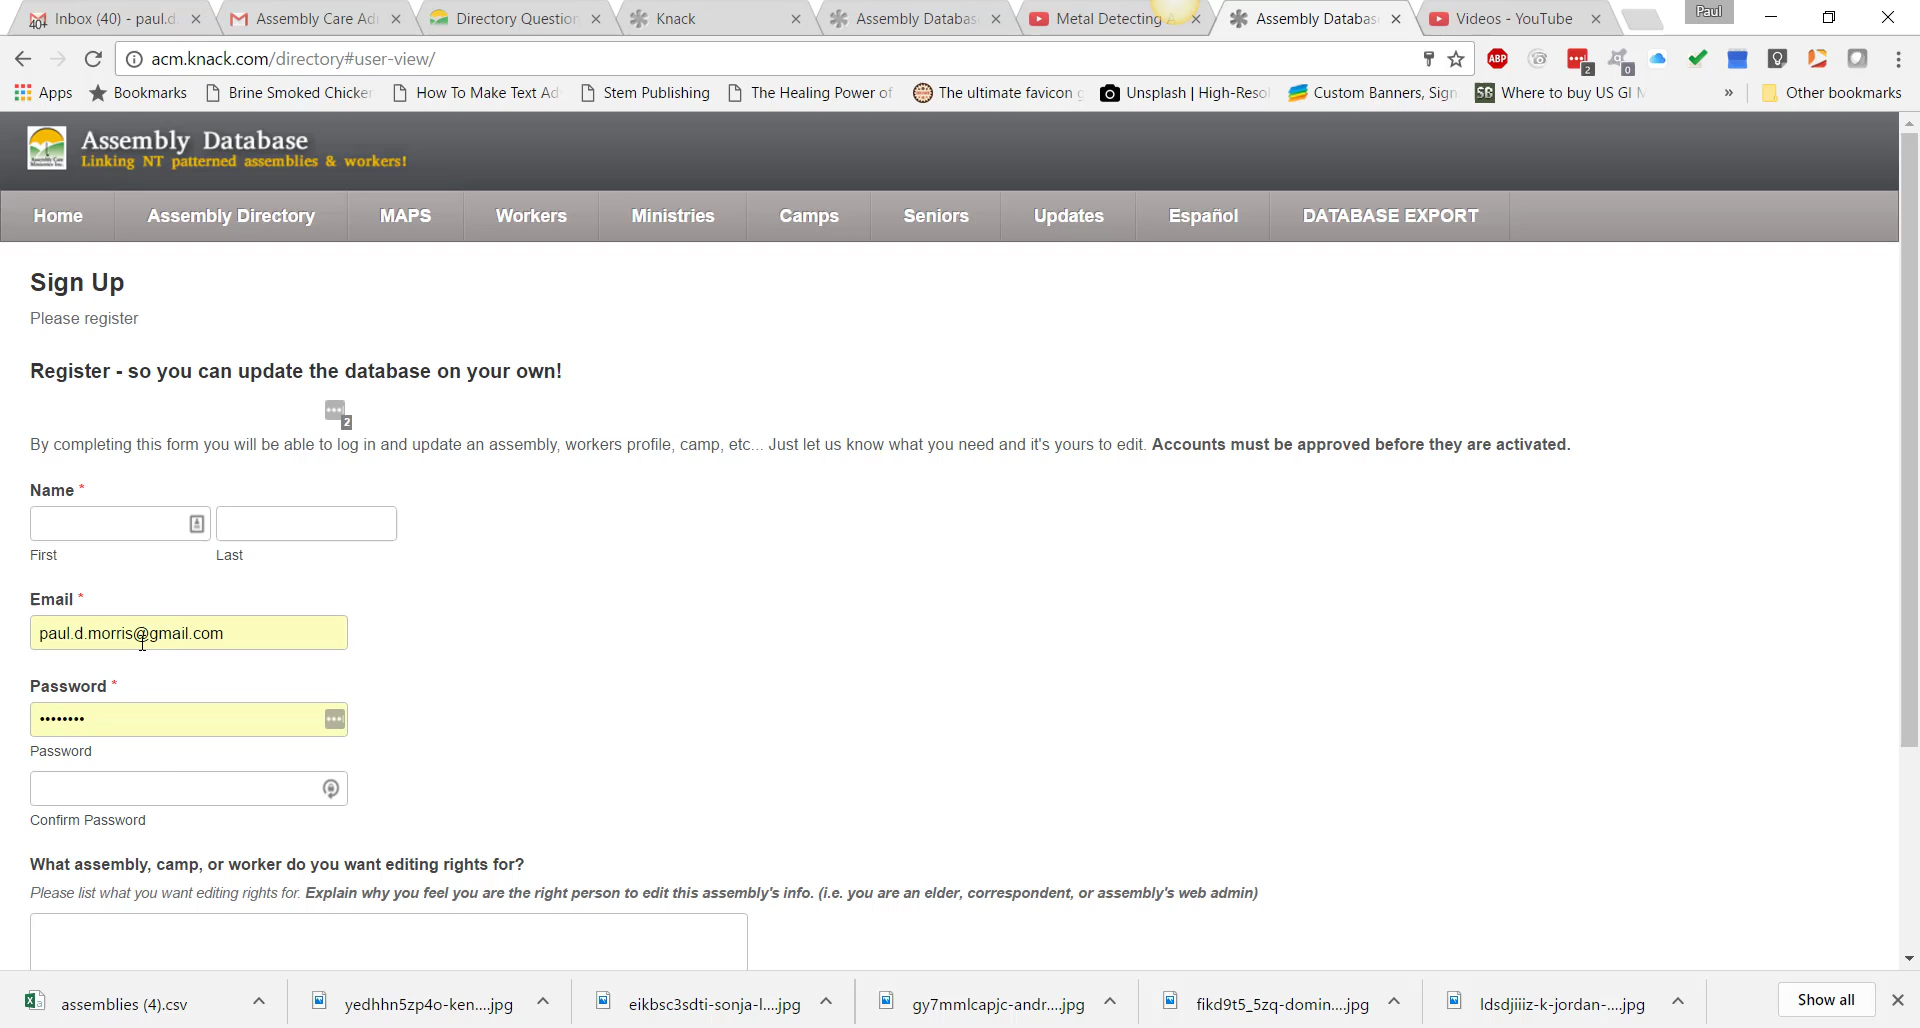 40+ Inbox (40) - paul.d. Assembly Care Ad Directory Question Knack Assembly Databas Metal Detecting Assembly Databas Videos - YouTube Paul
acm.knack.com/directory#user-view/ ABP 2 0
Apps Bookmarks Brine Smoked Chicke How To Make Text Ad Stem Publishing The Healing Power of The ultimate favicon g Unsplash | High-Reso Custom Banners, Sign SG Where to buy US GI M » Other bookmarks
Assembly Database
Linking NT patterned assemblies & workers!
Home Assembly Directory MAPS Workers Ministries Camps Seniors Updates Español DATABASE EXPORT
Sign Up
Please register
Register - so you can update the database on your own!
2
By completing this form you will be able to log in and update an assembly, workers profile, camp, etc... Just let us know what you need and it's yours to edit. Accounts must be approved before they are activated.
Name *
First Last
Email *
paul.d.morris@gmail.com
Password *
••••••••
Password
Confirm Password
What assembly, camp, or worker do you want editing rights for?
Please list what you want editing rights for. Explain why you feel you are the right person to edit this assembly's info. (i.e. you are an elder, correspondent, or assembly's web admin)
assemblies (4).csv yedhhn5zp4o-ken....jpg eikbsc3sdti-sonja-l....jpg gy7mmlcapjc-andr....jpg fikd9t5_5zq-domin....jpg ldsdjiiiz-k-jordan-....jpg Show all